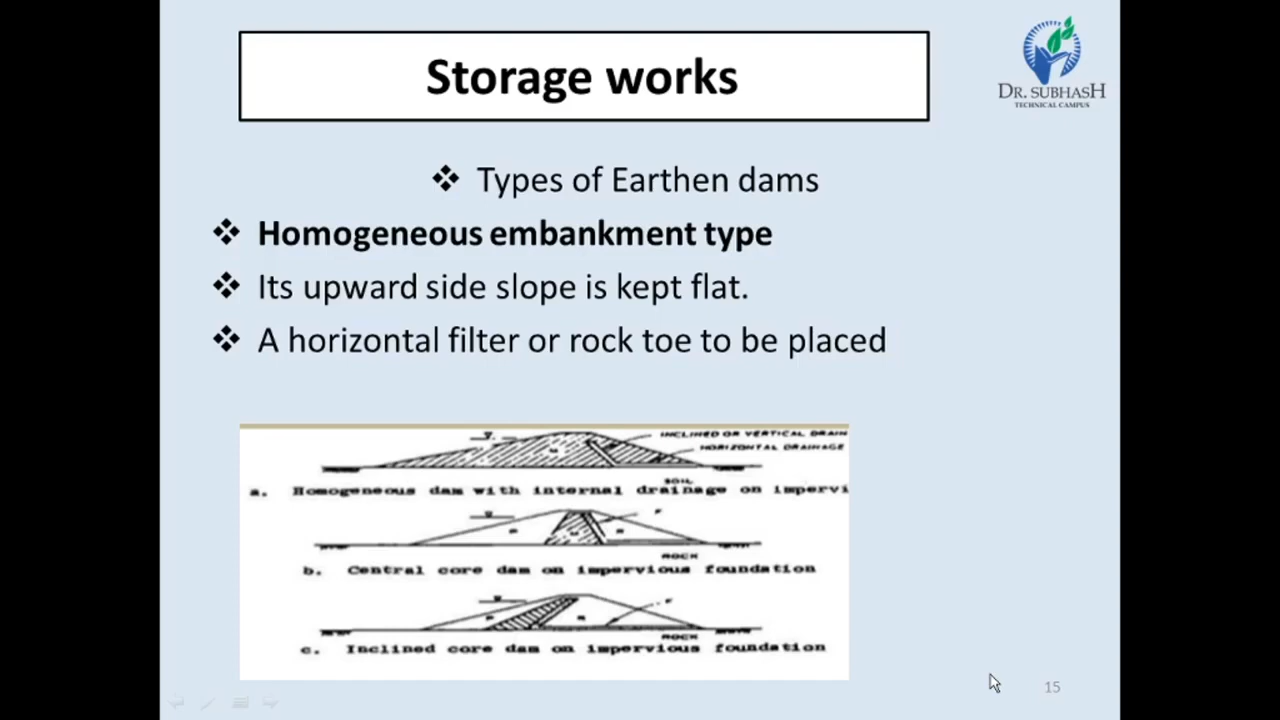 Storage works
DR. SUBHASH
TECHNICAL CAMPUS
❖ Types of Earthen dams
❖ Homogeneous embankment type
❖ Its upward side slope is kept flat.
❖ A horizontal filter or rock toe to be placed
INCLINED OR VERTICAL DRAIN
HORIZONTAL DRAINAGE
SOIL
a. Homogeneous dam with internal drainage on impervi
F
ROCK
b. Central core dam on impervious foundation
F
ROCK
c. Inclined core dam on impervious foundation
15